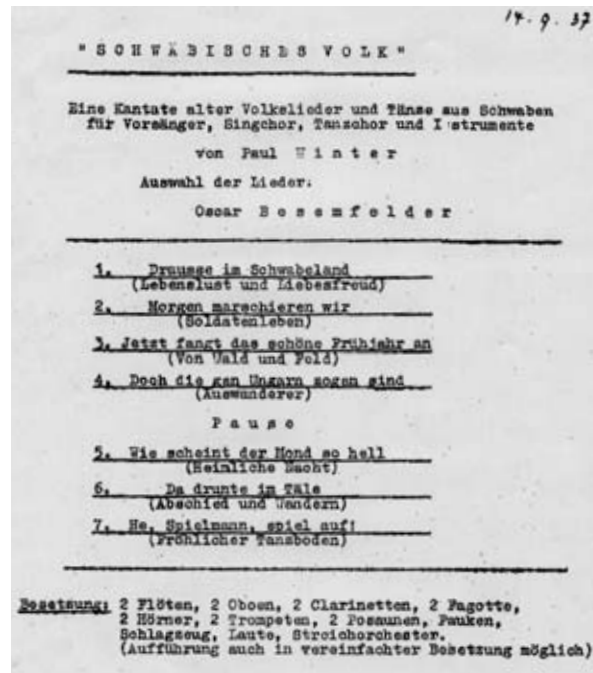 14. 9. 37
"SCHWÄBISCHES VOLK"
Eine Kantate alter Volkslieder und Tänze aus Schwaben
für Vorsänger, Singchor, Tanzchor und I strumente
von Paul Winter
Auswahl der Lieder:
Oscar Besemfelder
1. Drausse im Schwabeland
(Lebenslust und Liebesfreud)
2. Morgen marschieren wir
(Soldatenleben)
3. Jetzt fangt das schöne Frühjahr an
(Von Wald und Feld)
4. Doch die gen Ungarn zogen sind
(Auswanderer)
Pause
5. Wie scheint der Mond so hell
(Heimliche Nacht)
6. Da drunte im Täle
(Abschied und Wandern)
7. He, Spielmann, spiel auf!
(Fröhlicher Tanzboden)
Besetzung: 2 Flöten, 2 Oboen, 2 Clarinetten, 2 Fagotte,
2 Hörner, 2 Trompeten, 2 Posaunen, Pauken,
Schlagzeug, Laute, Streichorchester.
(Aufführung auch in vereinfachter Besetzung möglich)